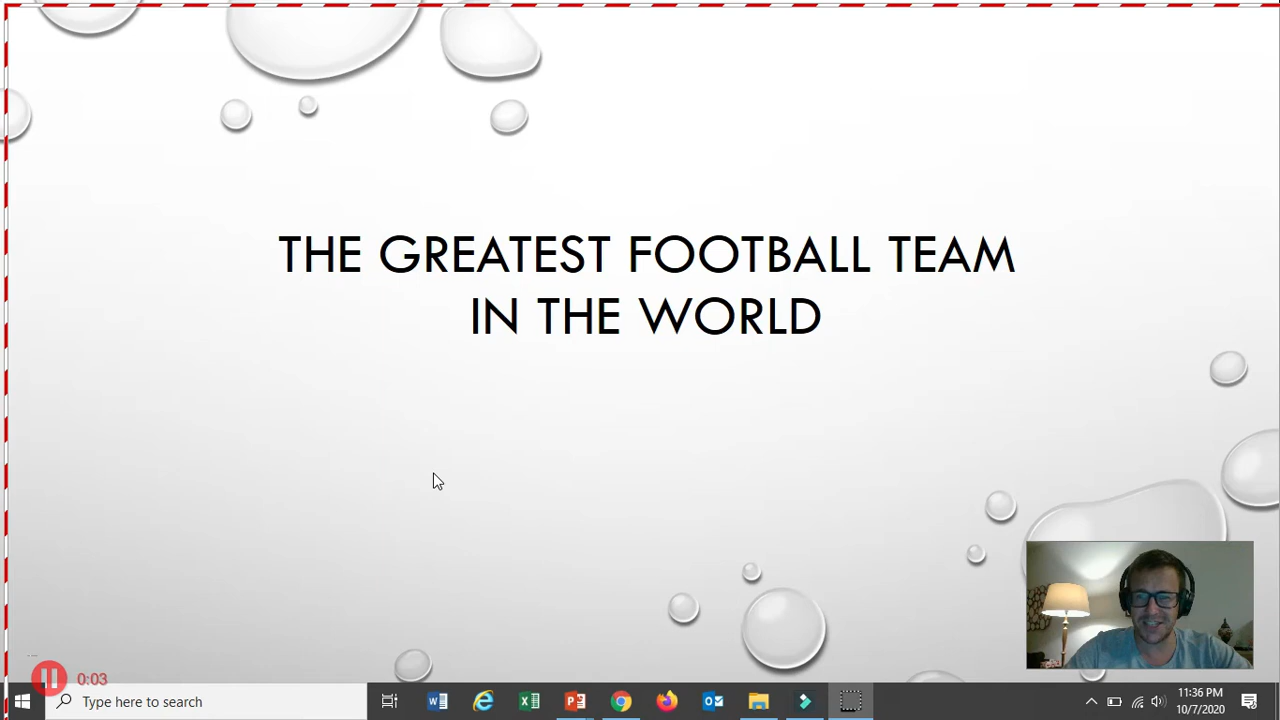 THE GREATEST FOOTBALL TEAM
IN THE WORLD
0:03
Type here to search
11:36 PM
10/7/2020